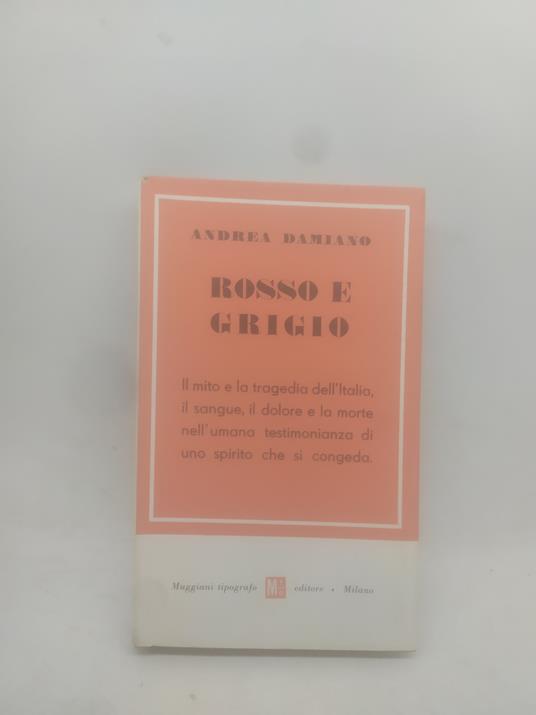 ANDREA DAMIANO
ROSSO E
GRIGIO
Il mito e la tragedia dell'Italia,
il sangue, il dolore e la morte
nell'umana testimonianza di
uno spirito che si congeda.
Muggiani tipografo M editore • Milano